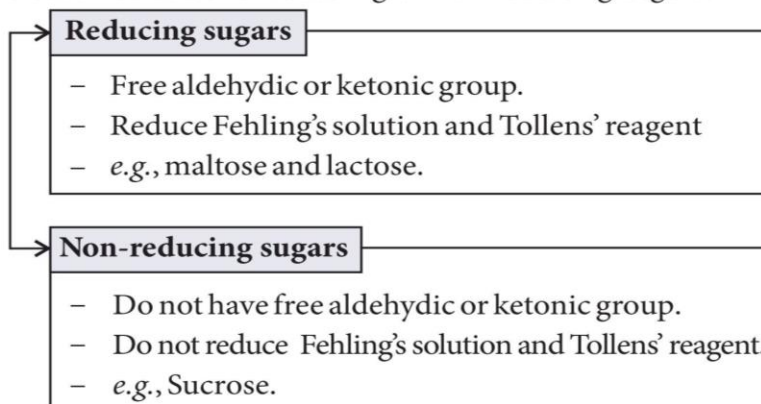 Reducing sugars
– Free aldehydic or ketonic group.
– Reduce Fehling's solution and Tollens' reagent
– e.g., maltose and lactose.
Non-reducing sugars
– Do not have free aldehydic or ketonic group.
– Do not reduce Fehling's solution and Tollens' reagent.
– e.g., Sucrose.